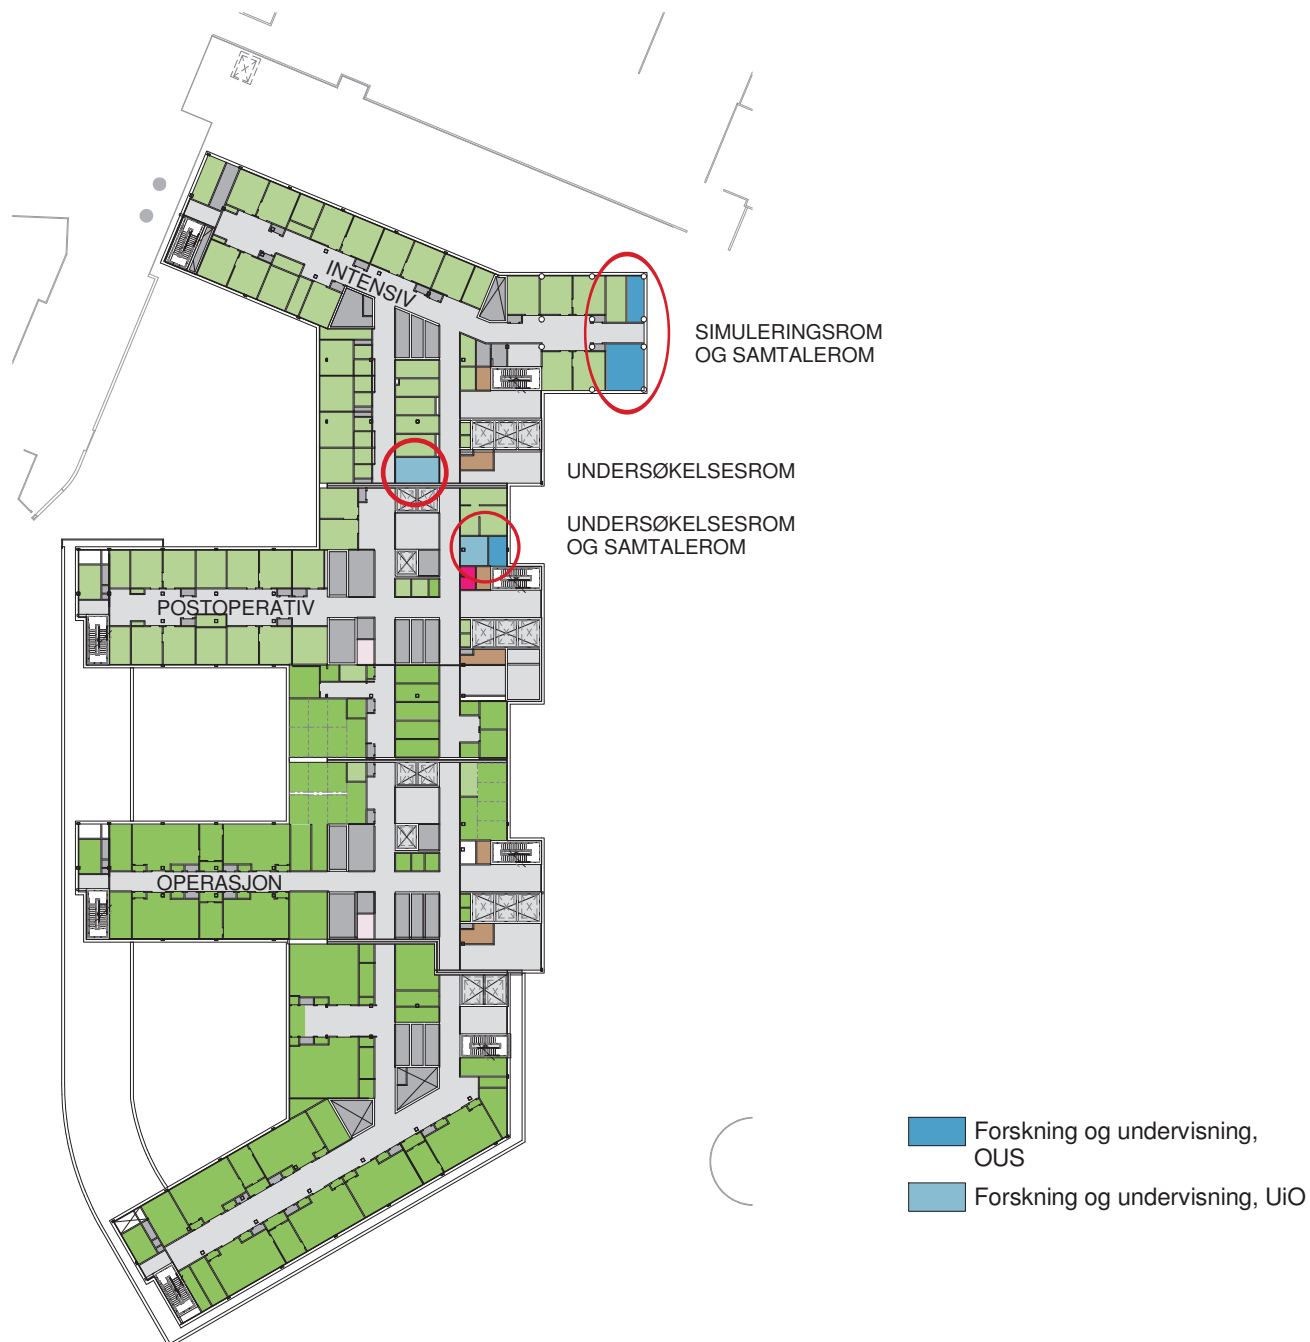 INTENSIV
SIMULERINGSROM
OG SAMTALEROM
UNDERSØKELSESROM
UNDERSØKELSESROM
OG SAMTALEROM
POSTOPERATIV
OPERASJON
Forskning og undervisning,
OUS
Forskning og undervisning, UiO